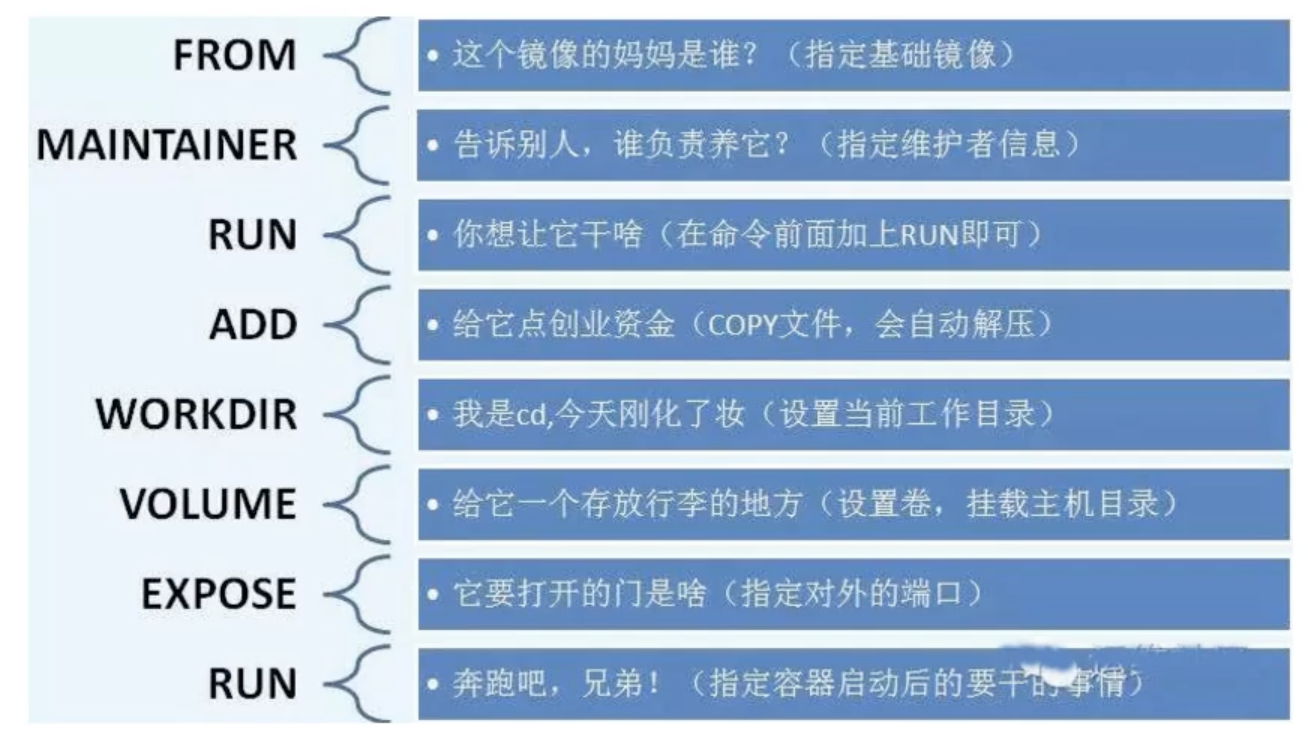 FROM
• 这个镜像的妈妈是谁？（指定基础镜像）
MAINTAINER
• 告诉别人，谁负责养它？（指定维护者信息）
RUN
• 你想让它干啥（在命令前面加上RUN即可）
ADD
• 给它点创业资金（COPY文件，会自动解压）
WORKDIR
• 我是cd,今天刚化了妆（设置当前工作目录）
VOLUME
• 给它一个存放行李的地方（设置卷，挂载主机目录）
EXPOSE
• 它要打开的门是啥（指定对外的端口）
RUN
• 奔跑吧，兄弟！（指定容器启动后的要干的事情）